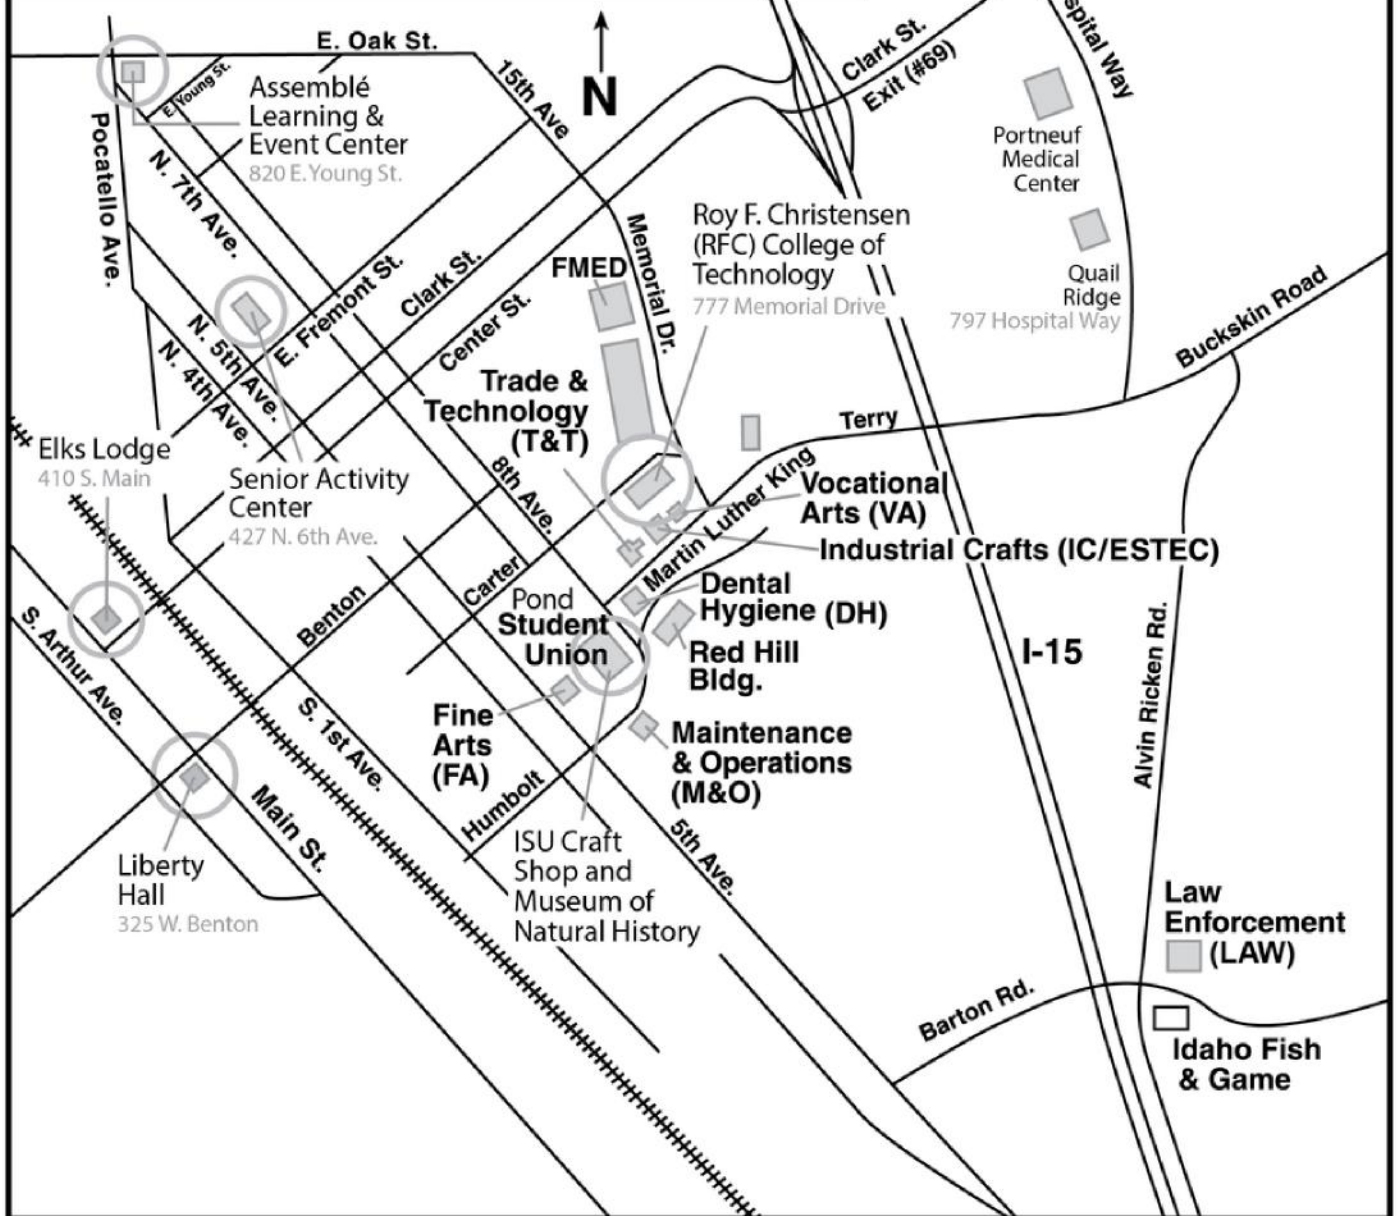 E. Oak St.
15th Ave
N
Clark St.
Exit (#69)
spital Way
E. Young St.
Assemblé
Learning &
Event Center
820 E. Young St.
Pocatello Ave.
N. 7th Ave.
Portneuf
Medical
Center
Roy F. Christensen
(RFC) College of
Technology
777 Memorial Drive
Memorial Dr.
FMED
Quail
Ridge
797 Hospital Way
Buckskin Road
E. Fremont St.
Clark St.
Center St.
N. 5th Ave.
N. 4th Ave.
Trade &
Technology
(T&T)
Terry
Elks Lodge
410 S. Main
Senior Activity
Center
427 N. 6th Ave.
8th Ave.
Martin Luther King
Vocational
Arts (VA)
Industrial Crafts (IC/ESTEC)
Carter
Benton
Pond
Student
Union
Dental
Hygiene (DH)
Red Hill
Bldg.
I-15
Alvin Ricken Rd.
S. Arthur Ave.
S. 1st Ave.
Fine
Arts
(FA)
Maintenance
& Operations
(M&O)
Humbolt
Main St.
5th Ave.
ISU Craft
Shop and
Museum of
Natural History
Liberty
Hall
325 W. Benton
Law
Enforcement
(LAW)
Barton Rd.
Idaho Fish
& Game